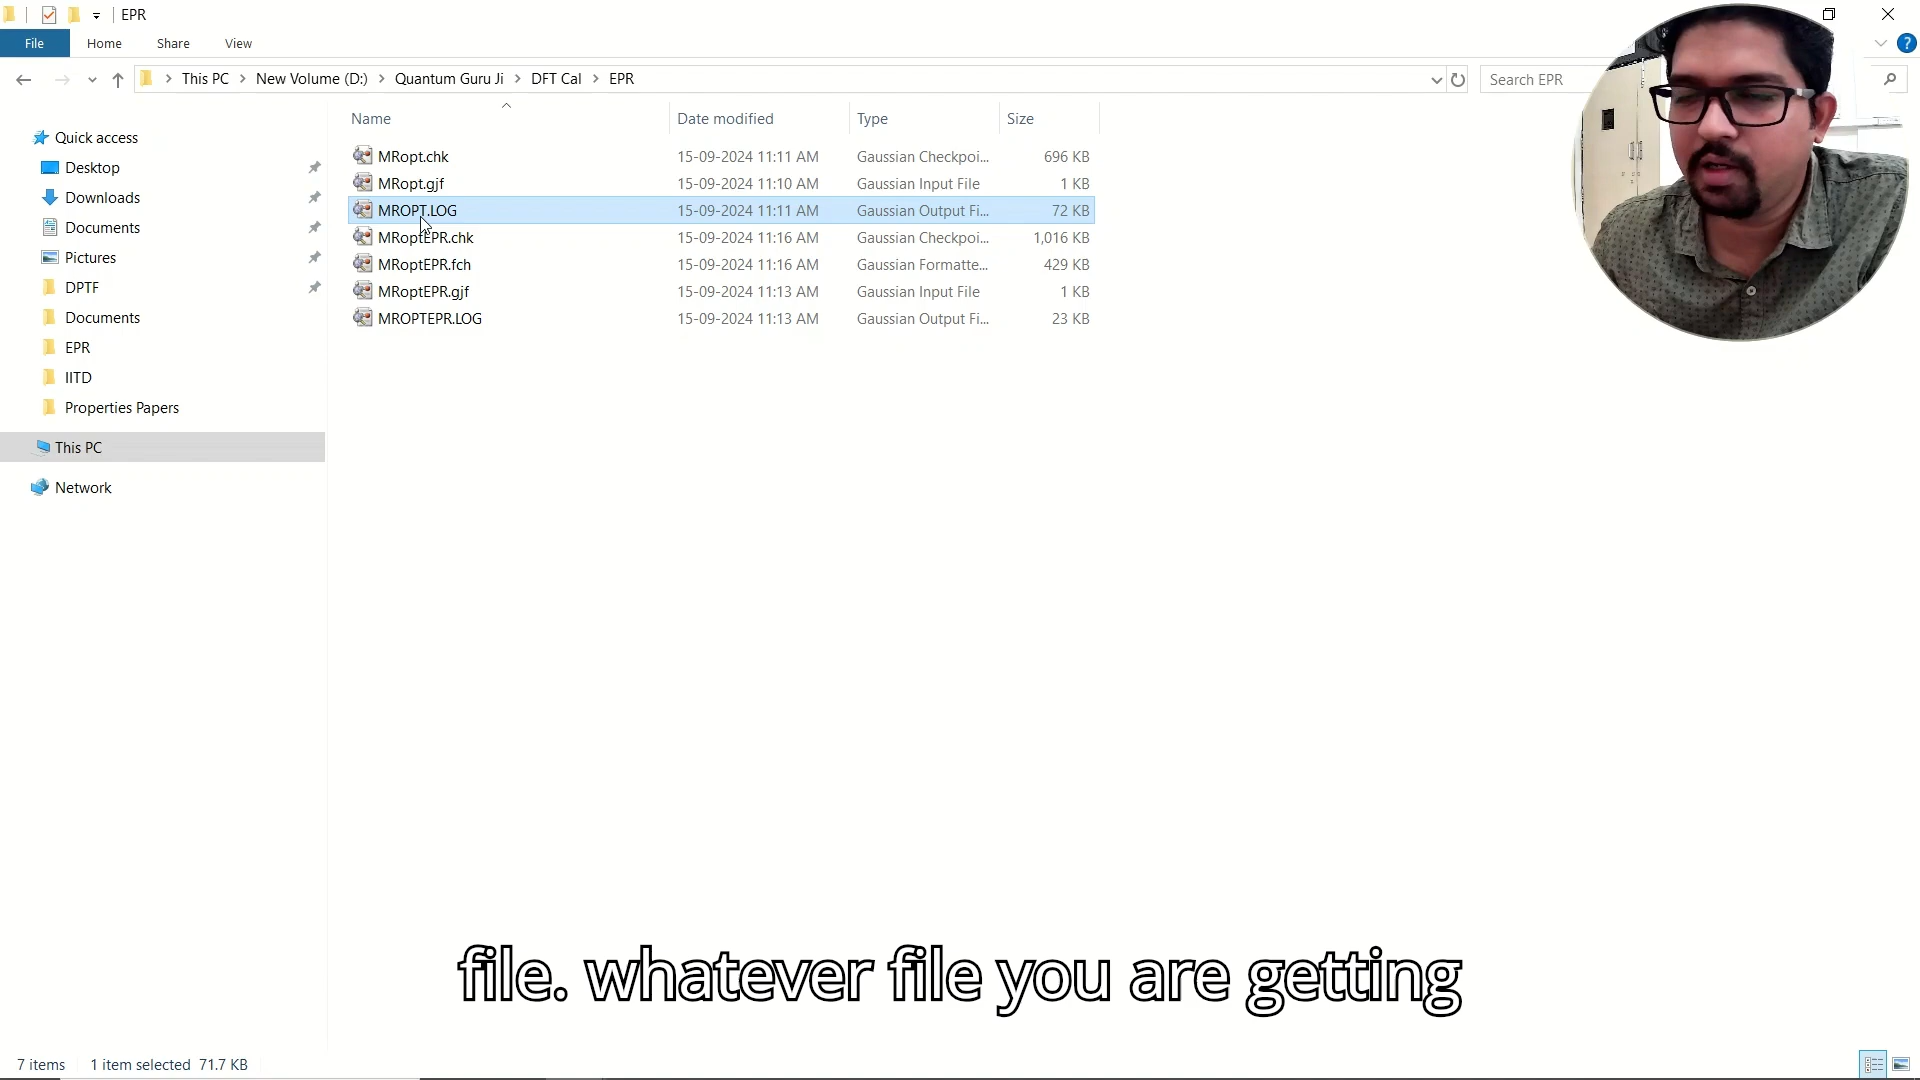 EPR
File Home Share View
This PC New Volume (D:) Quantum Guru Ji DFT Cal EPR
Search EPR
Name Date modified Type Size
MRopt.chk 15-09-2024 11:11 AM Gaussian Checkpoi... 696 KB
MRopt.gjf 15-09-2024 11:10 AM Gaussian Input File 1 KB
MROPT.LOG 15-09-2024 11:11 AM Gaussian Output Fi... 72 KB
MRoptEPR.chk 15-09-2024 11:16 AM Gaussian Checkpoi... 1,016 KB
MRoptEPR.fch 15-09-2024 11:16 AM Gaussian Formatte... 429 KB
MRoptEPR.gjf 15-09-2024 11:13 AM Gaussian Input File 1 KB
MROPTEPR.LOG 15-09-2024 11:13 AM Gaussian Output Fi... 23 KB
Quick access
Desktop
Downloads
Documents
Pictures
DPTF
Documents
EPR
IITD
Properties Papers
This PC
Network
file. whatever file you are getting
7 items 1 item selected 71.7 KB